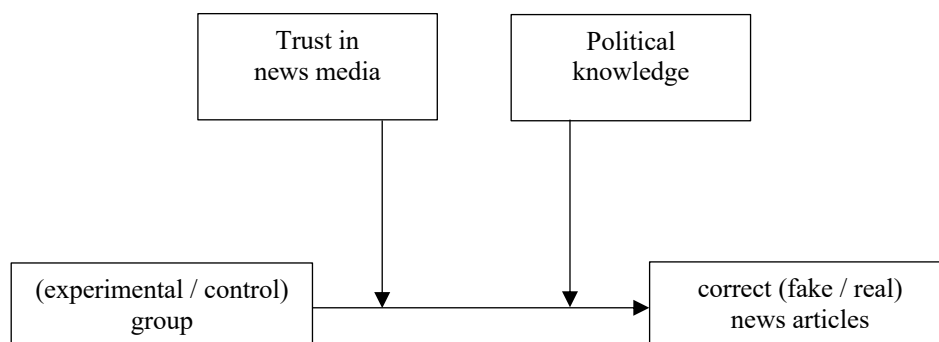 Trust in
news media
Political
knowledge
(experimental / control)
group
correct (fake / real)
news articles